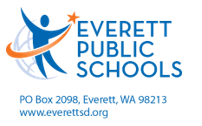 EVERETT
PUBLIC
SCHOOLS
PO Box 2098, Everett, WA 98213
www.everettsd.org